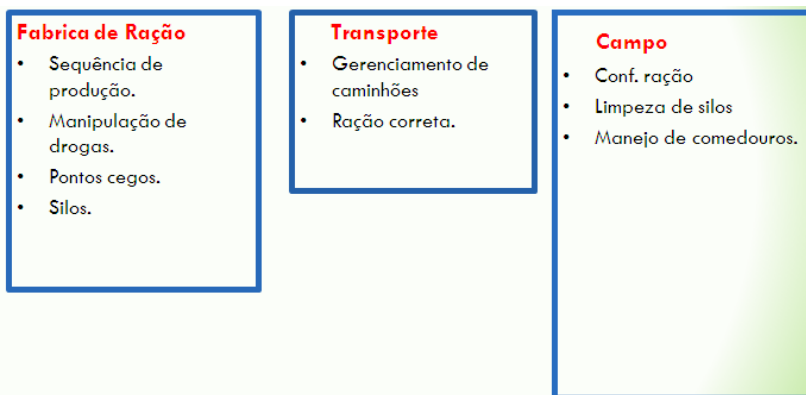 Fabrica de Ração
• Sequência de
produção.
• Manipulação de
drogas.
• Pontos cegos.
• Silos.
Transporte
• Gerenciamento de
caminhões
• Ração correta.
Campo
• Conf. ração
• Limpeza de silos
• Manejo de comedouros.